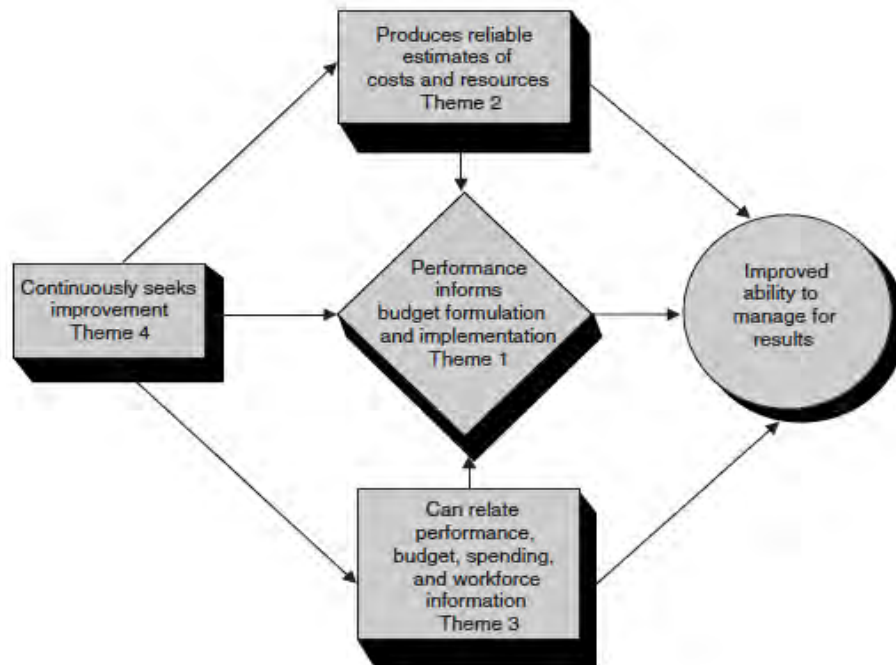 Produces reliable
estimates of
costs and resources
Theme 2
Continuously seeks
improvement
Theme 4
Performance
informs
budget formulation
and implementation
Theme 1
Improved
ability to
manage for
results
Can relate
performance,
budget, spending,
and workforce
information
Theme 3